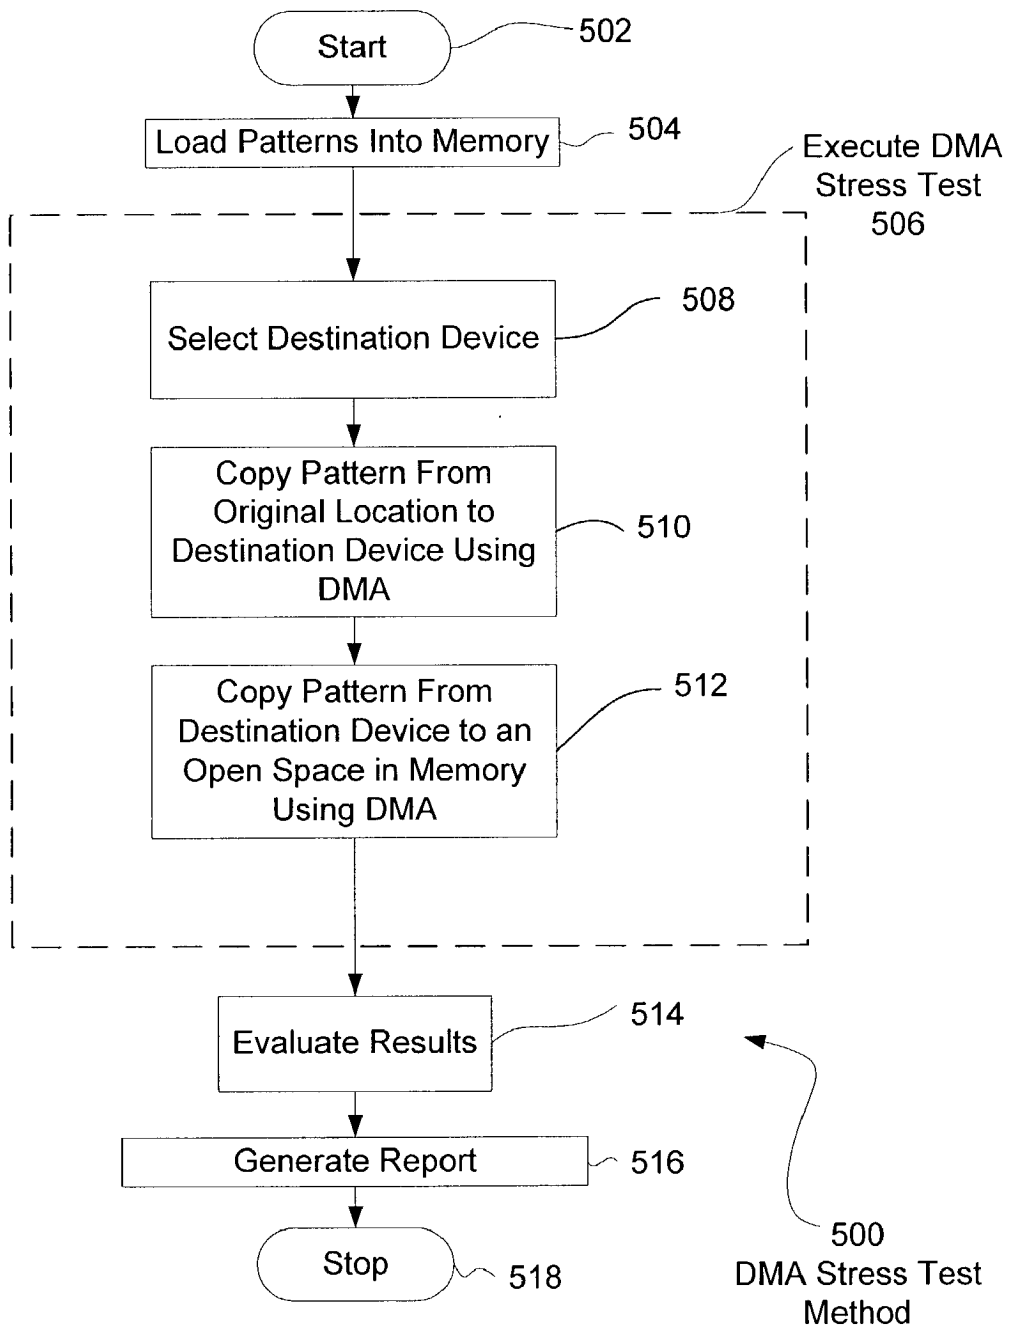 Start
502
Load Patterns Into Memory
504
Execute DMA
Stress Test
506
Select Destination Device
508
Copy Pattern From
Original Location to
Destination Device Using
DMA
510
Copy Pattern From
Destination Device to an
Open Space in Memory
Using DMA
512
Evaluate Results
514
Generate Report
516
Stop
518
500
DMA Stress Test
Method